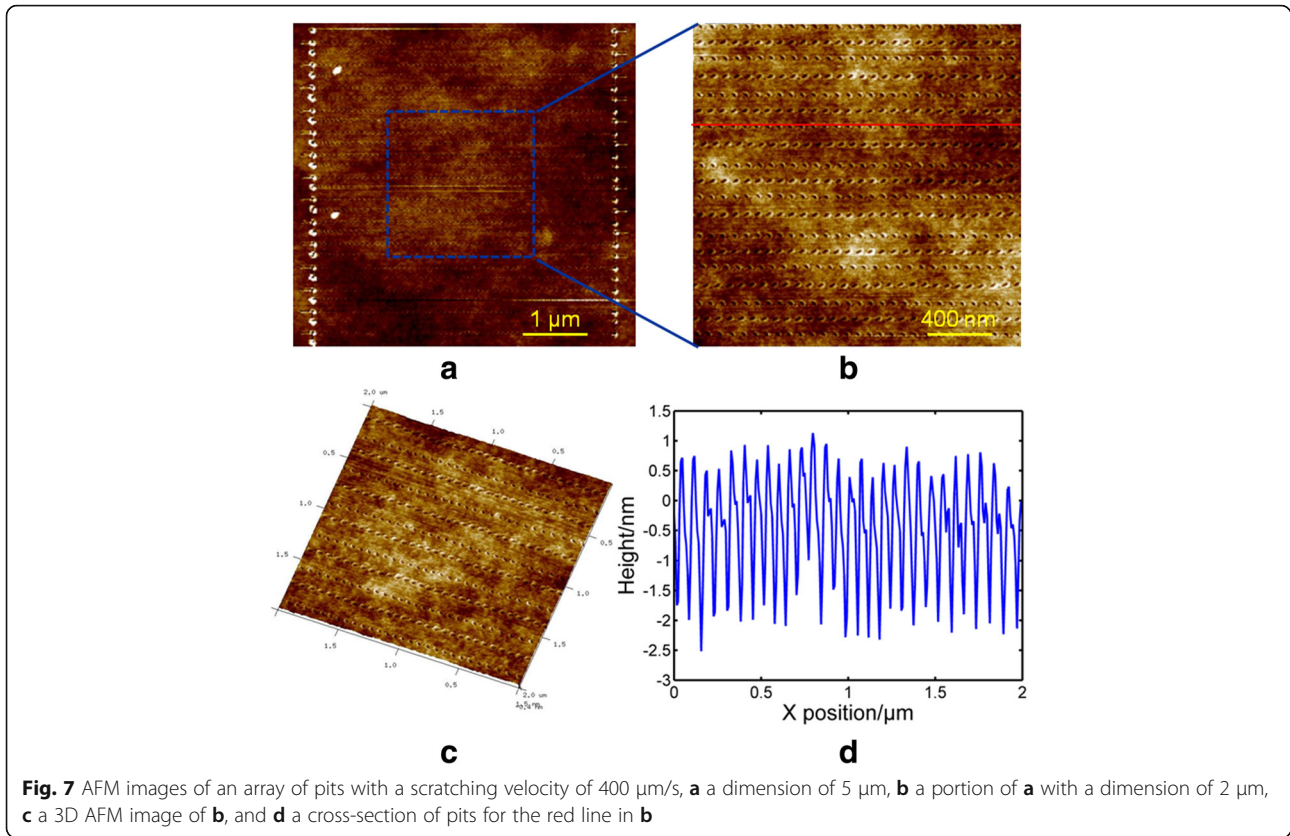 1 µm
400 nm
a
b
2.0 um
1.5
1.0
0.5
0.5
1.0
1.5
0.5
1.0
1.5
1.5
1.0
0.5
2.0 um
c
1.5
1
0.5
0
-0.5
-1
-1.5
-2
-2.5
-3
Height/nm
0
0.5
1
1.5
2
X position/µm
d
Fig. 7 AFM images of an array of pits with a scratching velocity of 400 µm/s, a a dimension of 5 µm, b a portion of a with a dimension of 2 µm,
c a 3D AFM image of b, and d a cross-section of pits for the red line in b